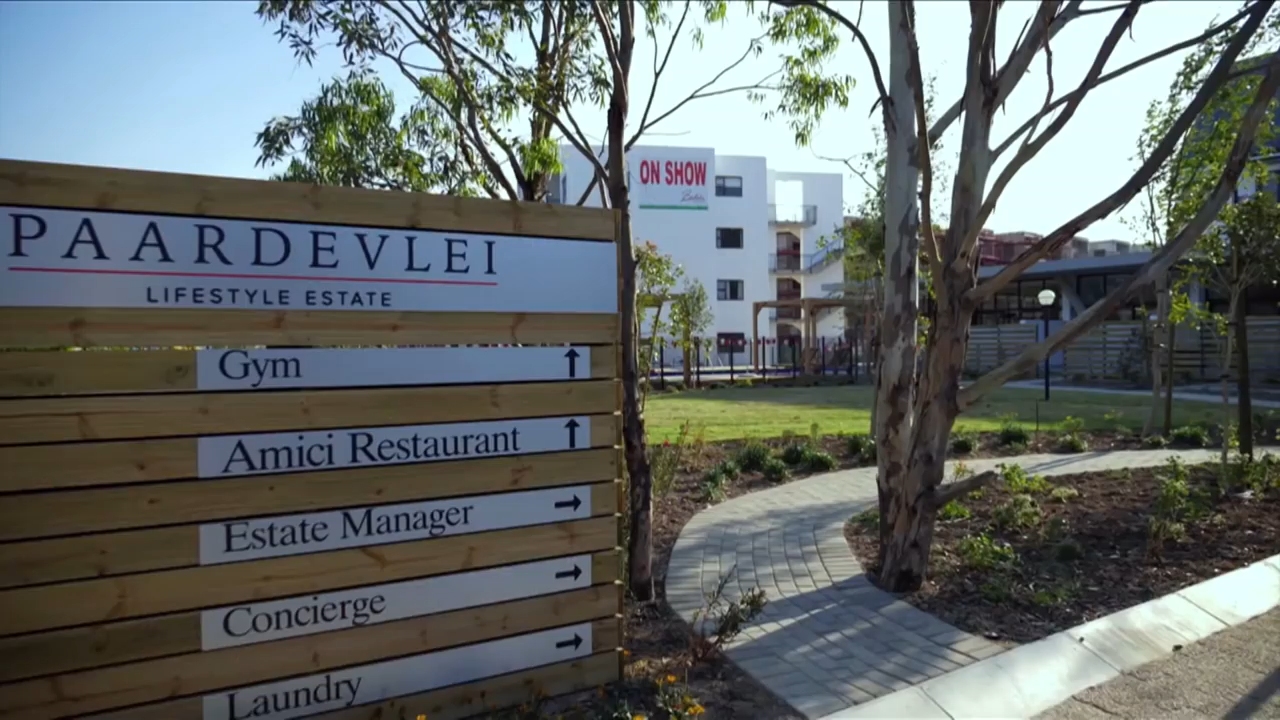 PAARDEVLEI
LIFESTYLE ESTATE
Gym ↑
Amici Restaurant ↑
Estate Manager →
Concierge →
Laundry →
ON SHOW